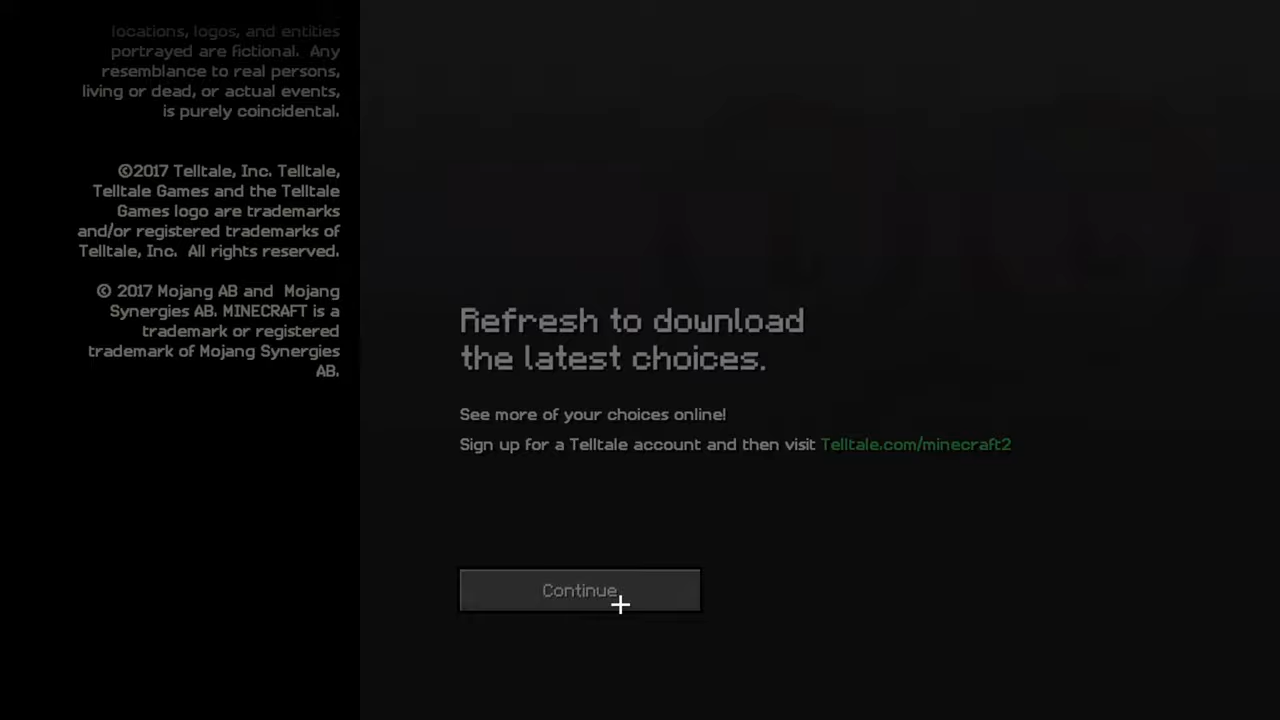 locations, logos, and entities
portrayed are fictional. Any
resemblance to real persons,
living or dead, or actual events,
is purely coincidental.
©2017 Telltale, Inc. Telltale,
Telltale Games and the Telltale
Games logo are trademarks
and/or registered trademarks of
Telltale, Inc. All rights reserved.
© 2017 Mojang AB and Mojang
Synergies AB. MINECRAFT is a
trademark or registered
trademark of Mojang Synergies
AB.
Refresh to download
the latest choices.
See more of your choices online!
Sign up for a Telltale account and then visit Telltale.com/minecraft2
Continue